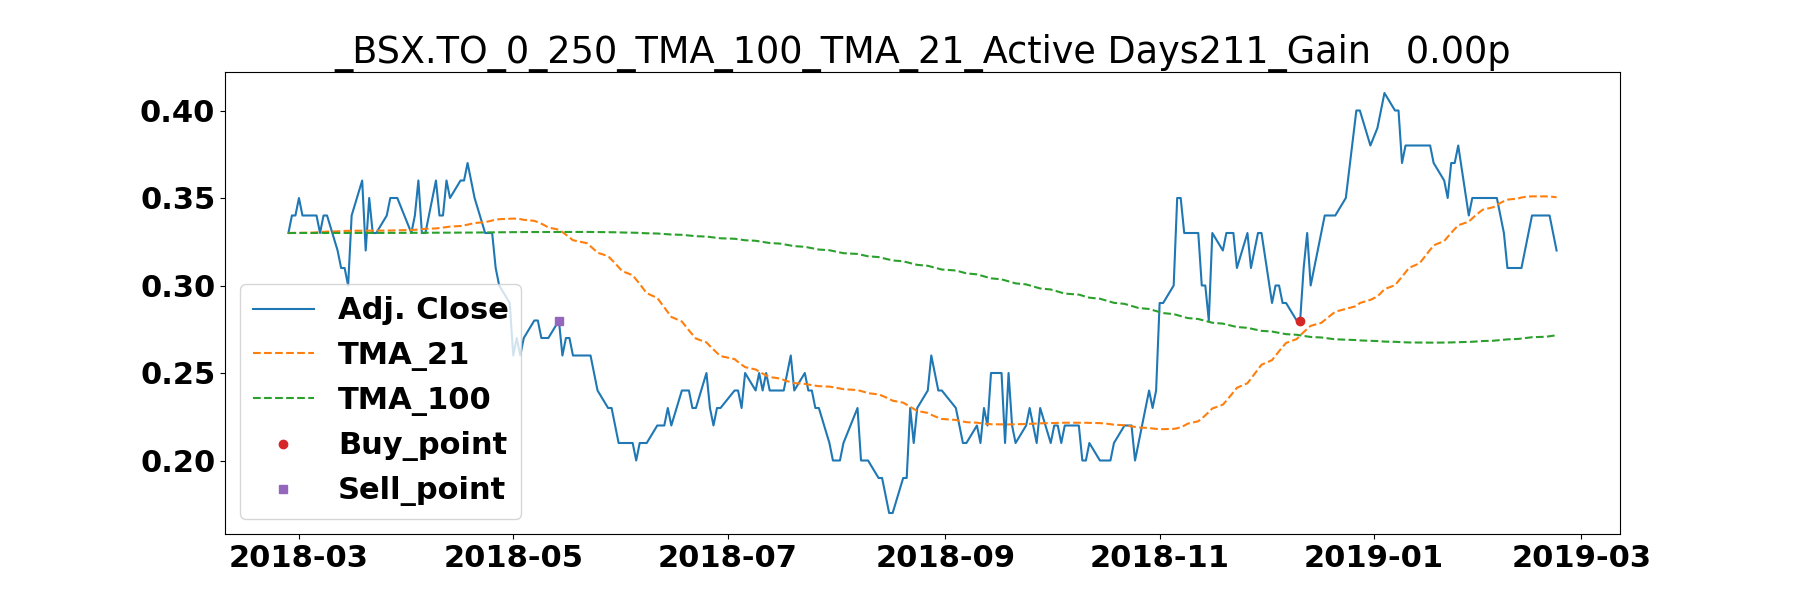 _BSX.TO_0_250_TMA_100_TMA_21_Active Days211_Gain   0.00p
0.40
0.35
0.30
0.25
0.20
Adj. Close
TMA_21
TMA_100
Buy_point
Sell_point
2018-03 2018-05 2018-07 2018-09 2018-11 2019-01 2019-03